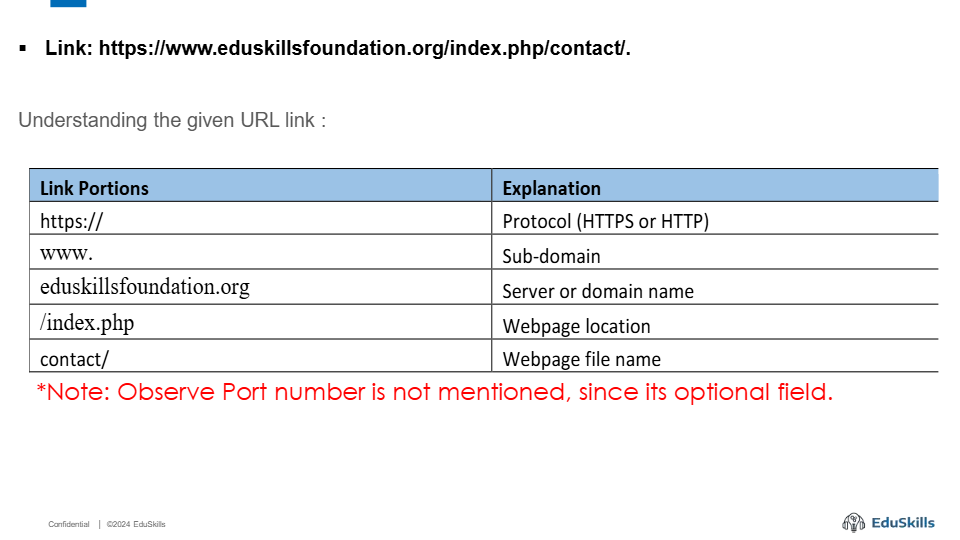 ▪ Link: https://www.eduskillsfoundation.org/index.php/contact/.
Understanding the given URL link :
Link Portions Explanation
https:// Protocol (HTTPS or HTTP)
www. Sub-domain
eduskillsfoundation.org Server or domain name
/index.php Webpage location
contact/ Webpage file name
*Note: Observe Port number is not mentioned, since its optional field.
Confidential | ©2024 EduSkills
EduSkills